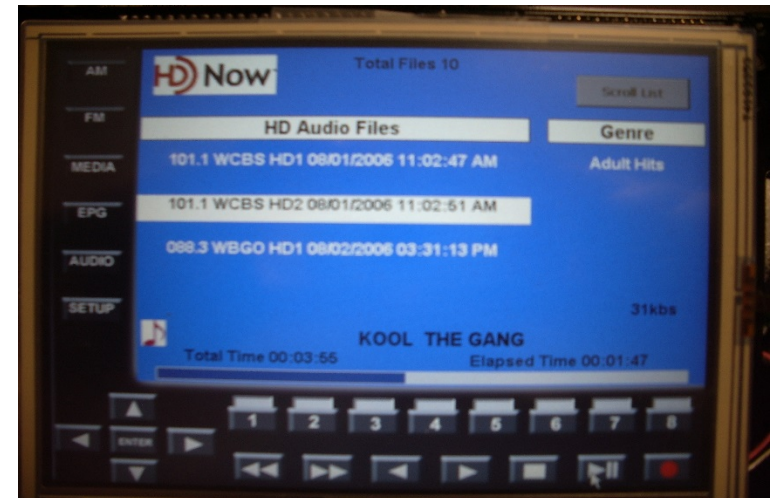 AM
FM
MEDIA
EPG
AUDIO
SETUP
HD Now
Total Files 10
Scroll List
HD Audio Files
Genre
101.1 WCBS HD1 08/01/2006 11:02:47 AM
Adult Hits
101.1 WCBS HD2 08/01/2006 11:02:51 AM
088.3 WBGO HD1 08/02/2006 03:31:13 PM
31kbs
KOOL THE GANG
Total Time 00:03:55
Elapsed Time 00:01:47
1 2 3 4 5 6 7 8
ENTER